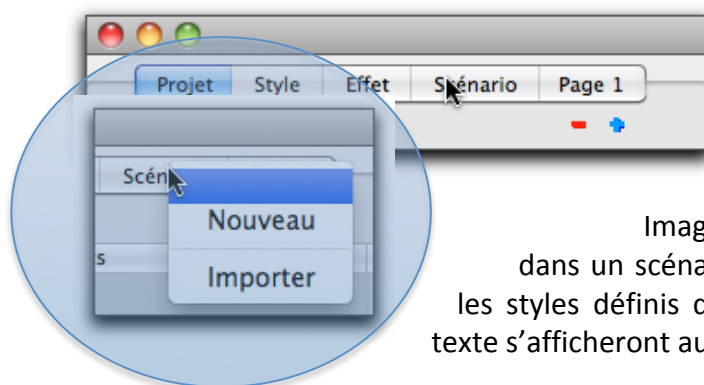 Projet Style Effet Scénario Page 1
Scén
s
Nouveau
Importer
Imag
dans un scéna
les styles définis d
texte s’afficheront au